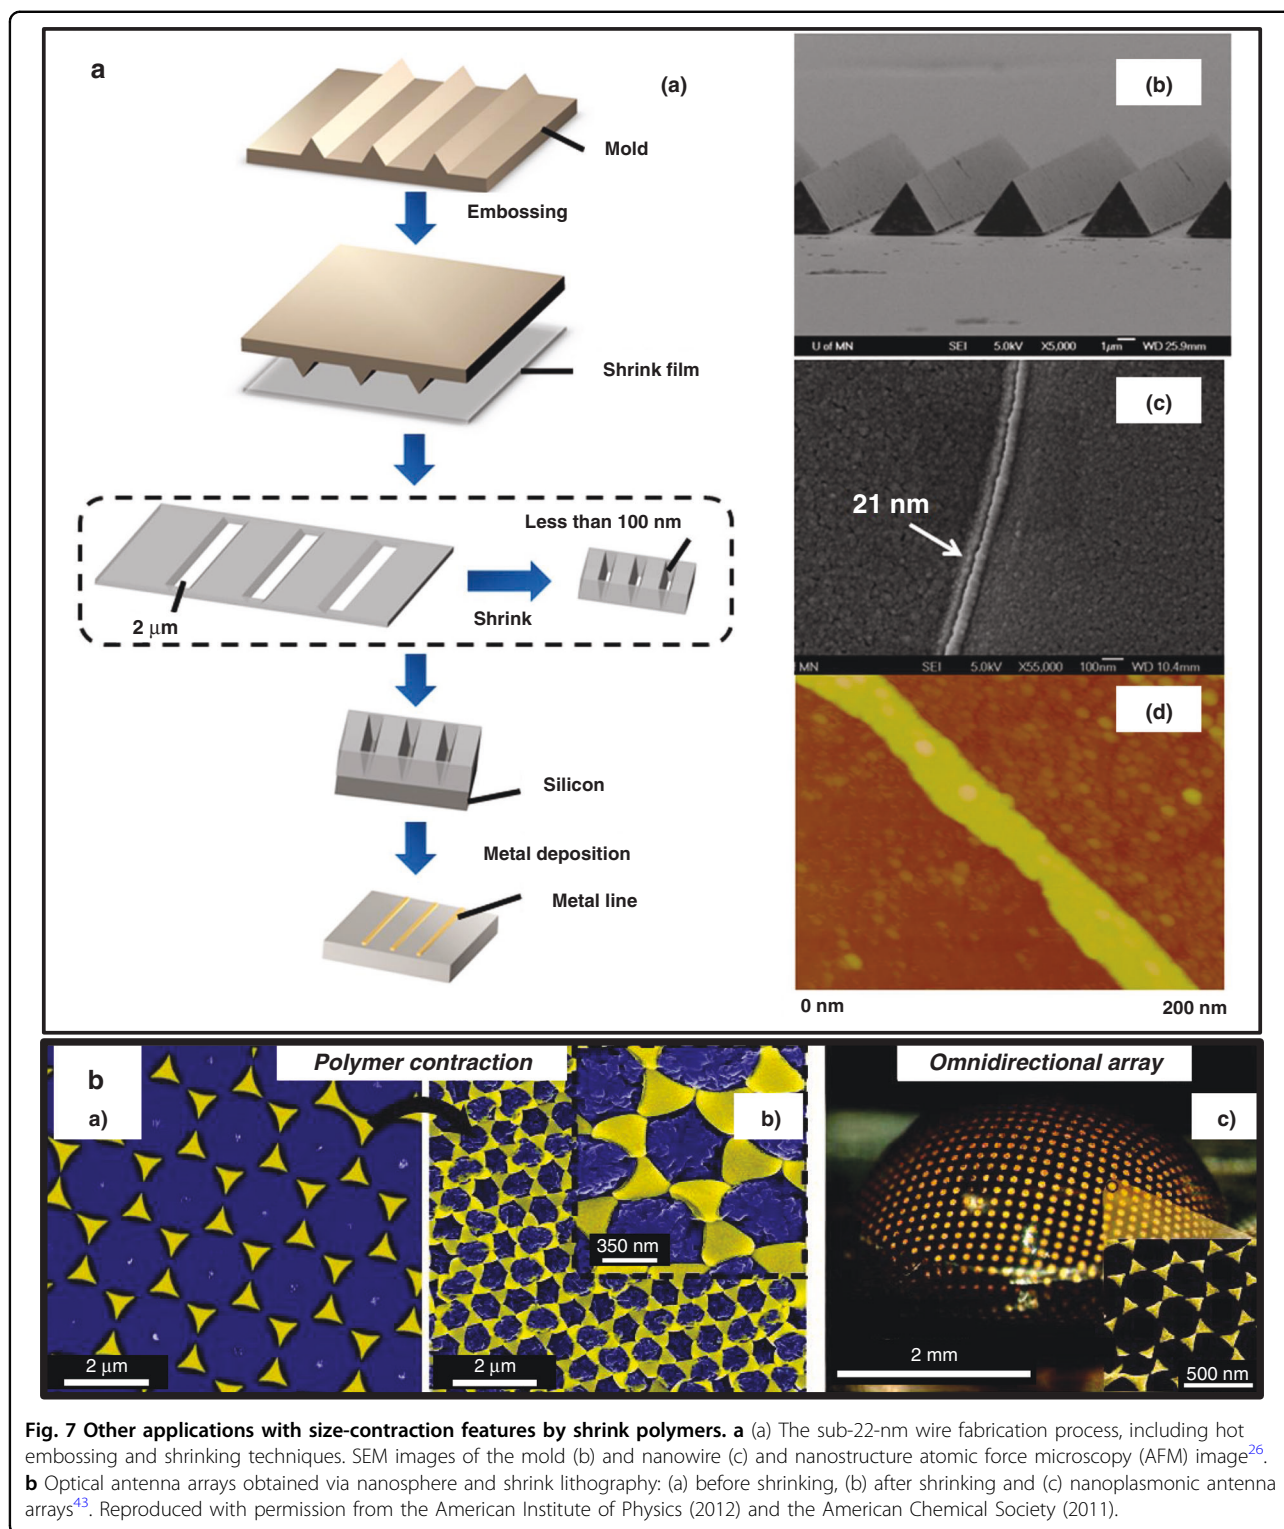 a
(a)
Mold
Embossing
Shrink film
Less than 100 nm
2 μm
Shrink
Silicon
Metal deposition
Metal line
(b)
U of MN SEI 5.0kV X5,000 1μm WD 25.9mm
(c)
21 nm
MN SEI 5.0kV X55,000 100nm WD 10.4mm
(d)
0 nm 200 nm
b
a)
Polymer contraction
b)
350 nm
2 μm
2 μm
Omnidirectional array
c)
2 mm
500 nm
Fig. 7 Other applications with size-contraction features by shrink polymers. a (a) The sub-22-nm wire fabrication process, including hot
embossing and shrinking techniques. SEM images of the mold (b) and nanowire (c) and nantostructure atomic force microscopy (AFM) image26.
b Optical antenna arrays obtained via nanosphere and shrink lithography: (a) before shrinking, (b) after shrinking and (c) nanoplasmonic antenna
arrays43. Reproduced with permission from the American Institute of Physics (2012) and the American Chemical Society (2011).